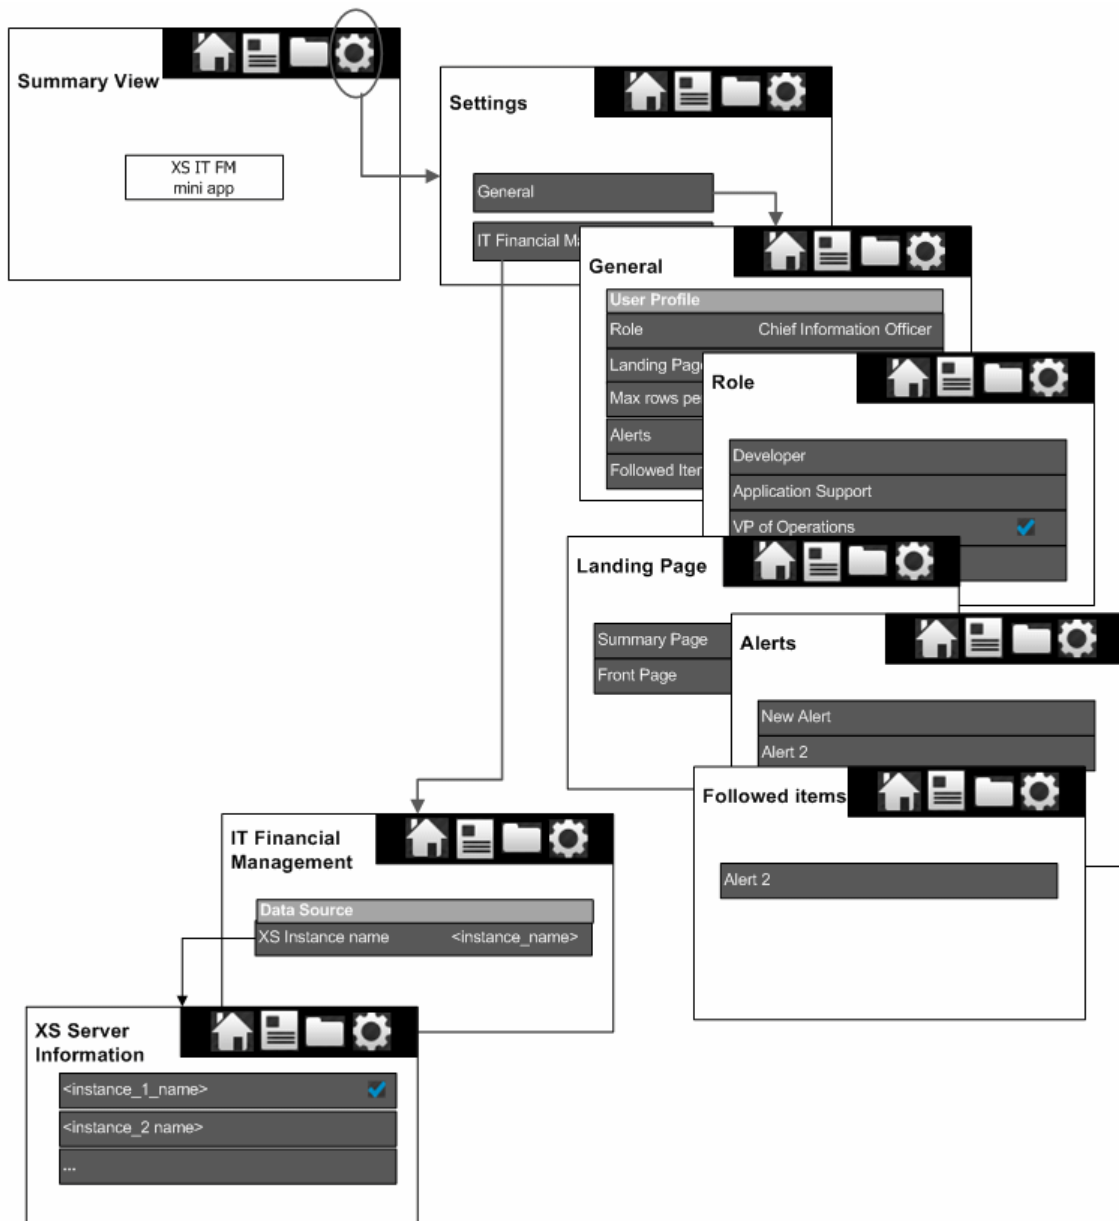 Summary View
XS IT FM
mini app
Settings
General
IT Financial
General
User Profile
Role Chief Information Officer
Landing
Max rows
Alerts
Followed
Role
Developer
Application Support
VP of Operations
Landing Page
Summary Page
Front Page
Alerts
New Alert
Alert 2
Followed items
Alert 2
IT Financial
Management
Data Source
XS Instance name <instance_name>
XS Server
Information
<instance_1_name>
<instance_2 name>
...